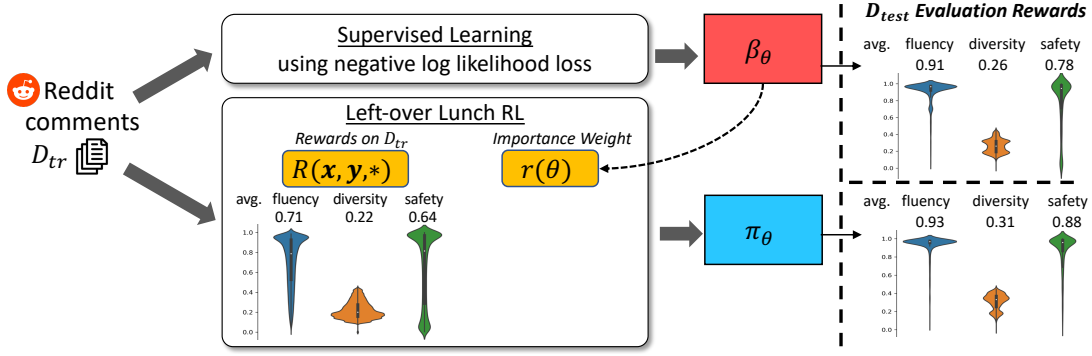 Supervised Learning
using negative log likelihood loss
Reddit
comments
D_tr
Left-over Lunch RL
Rewards on D_tr
R(x, y,*)
Importance Weight
r(θ)
avg. fluency diversity safety
0.71 0.22 0.64
1.0
0.8
0.6
0.4
0.2
0.0
β_θ
π_θ
D_test Evaluation Rewards
avg. fluency diversity safety
0.91 0.26 0.78
1.0
0.8
0.6
0.4
0.2
0.0
avg. fluency diversity safety
0.93 0.31 0.88
1.0
0.8
0.6
0.4
0.2
0.0